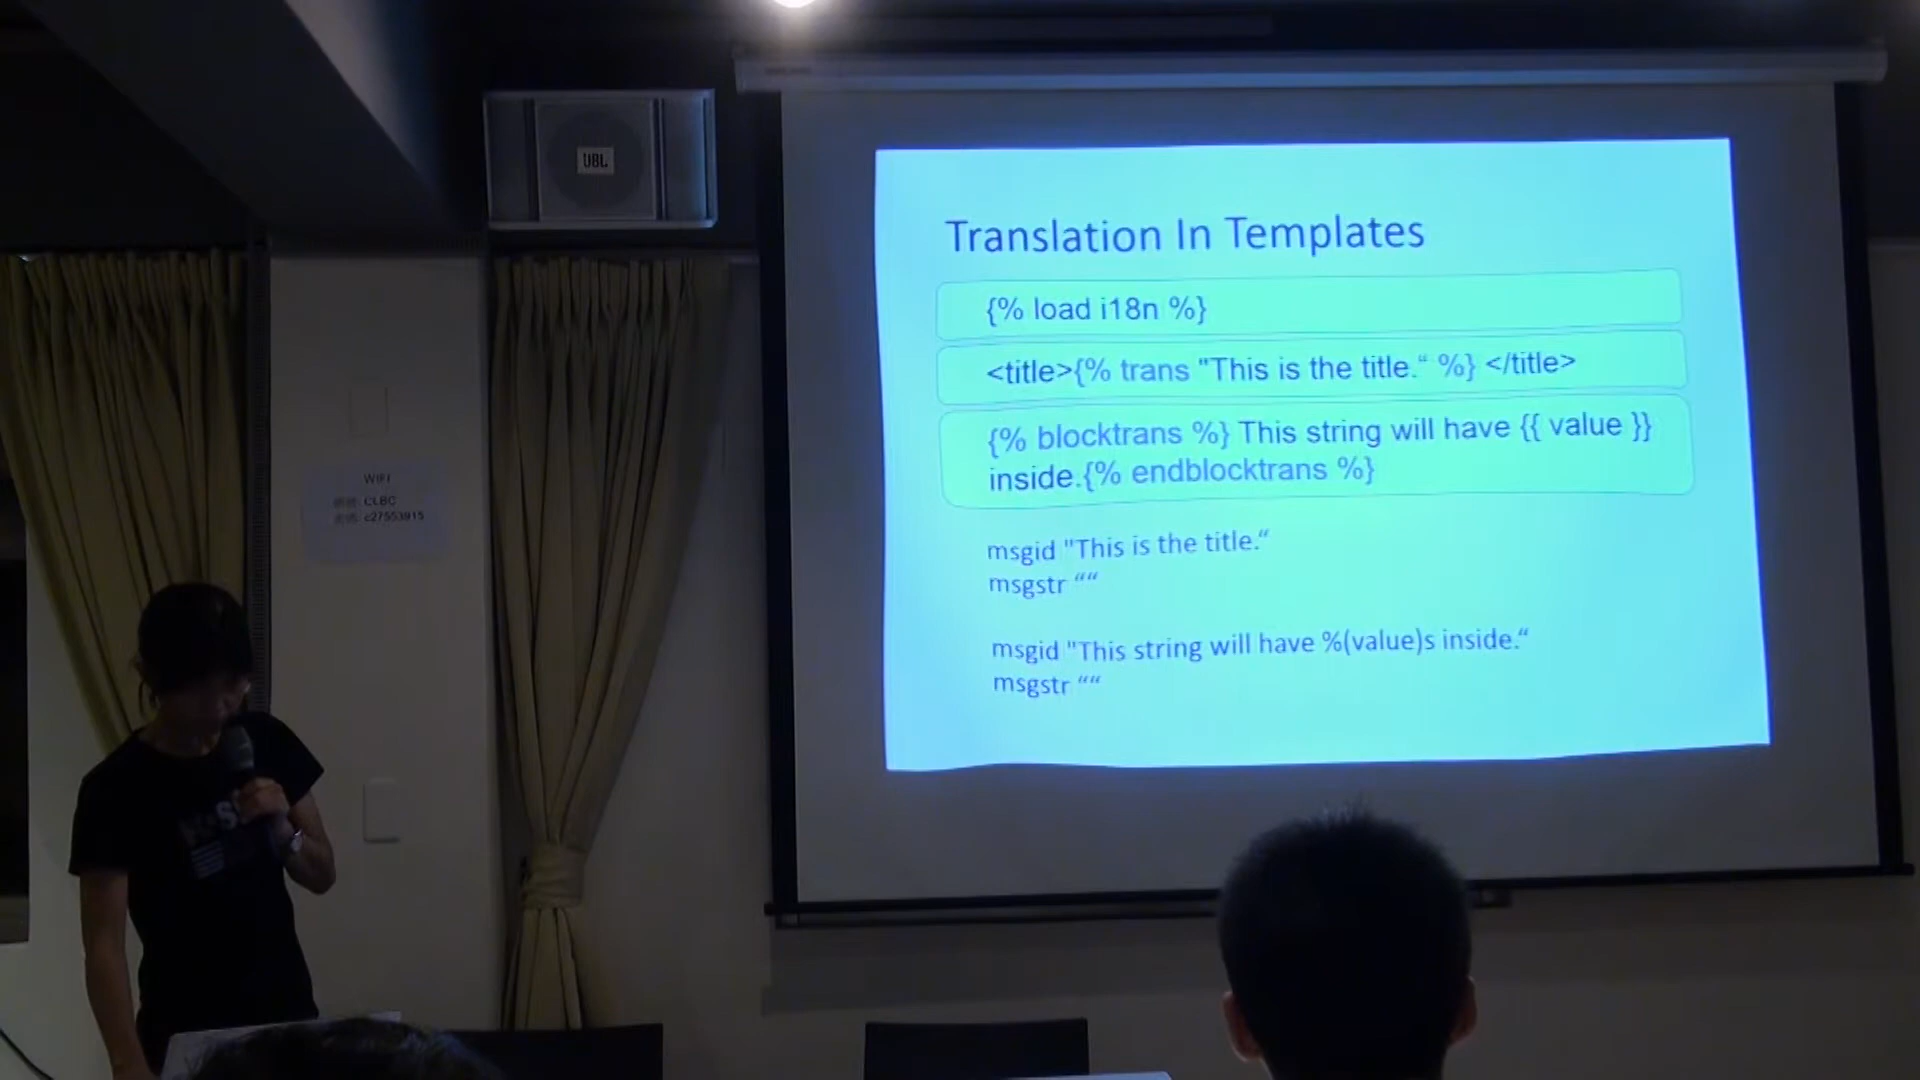 JBL
Translation In Templates
{% load i18n %}
<title>{% trans "This is the title.“ %} </title>
{% blocktrans %} This string will have {{ value }}
inside.{% endblocktrans %}
msgid "This is the title.“
msgstr ““
msgid "This string will have %(value)s inside.“
msgstr ““
WIFI
CLBC